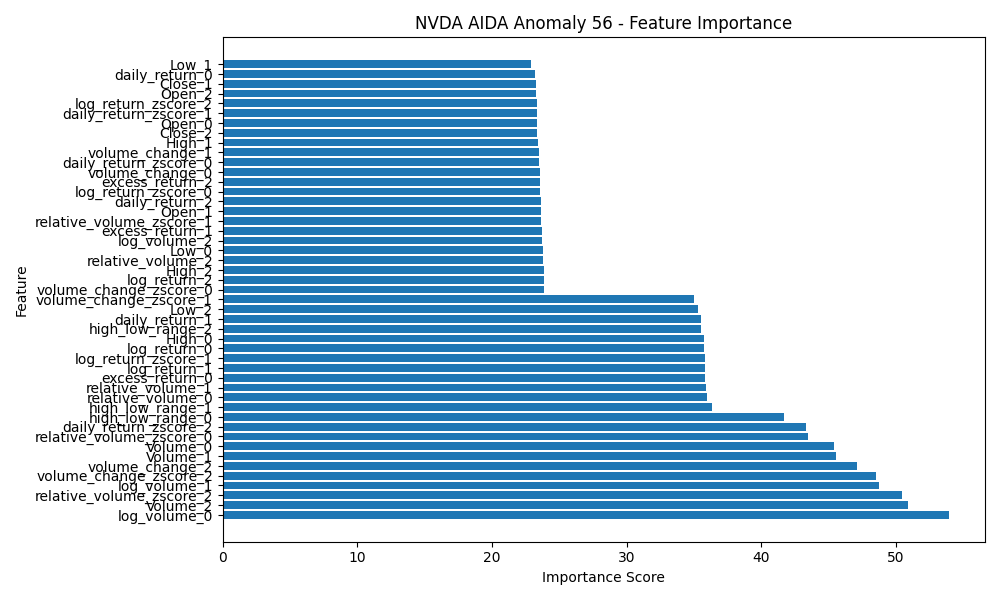 NVDA AIDA Anomaly 56 - Feature Importance
Low_1
daily_return_0
Close_1
Open_2
log_return_zscore_2
daily_return_zscore_1
Open_0
Close_2
High_1
volume_change_1
daily_return_zscore_0
volume_change_0
excess_return_2
log_return_zscore_0
daily_return_2
Open_1
relative_volume_zscore_1
excess_return_1
log_volume_2
Low_0
relative_volume_2
High_2
log_return_2
volume_change_zscore_0
volume_change_zscore_1
Low_2
daily_return_1
high_low_range_2
High_0
log_return_0
log_return_zscore_1
log_return_1
excess_return_0
relative_volume_1
relative_volume_0
high_low_range_1
high_low_range_0
daily_return_zscore_2
relative_volume_zscore_0
Volume_0
Volume_1
volume_change_2
volume_change_zscore_2
log_volume_1
relative_volume_zscore_2
Volume_2
log_volume_0
Feature
0 10 20 30 40 50
Importance Score